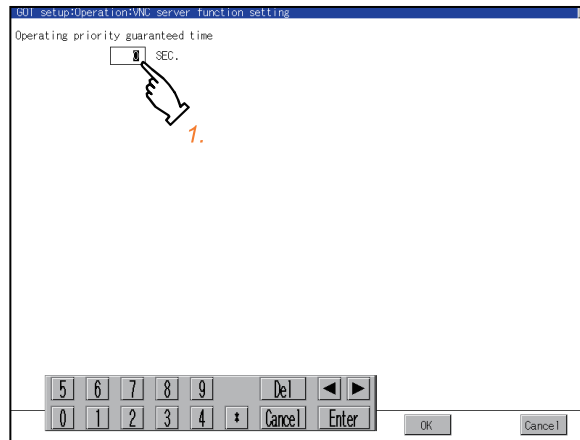 GOT setup:Operation:VNC server function setting
Operating priority guaranteed time
0 SEC.
1.
5 6 7 8 9 Del ◀ ▶
0 1 2 3 4 Cancel Enter
OK Cancel